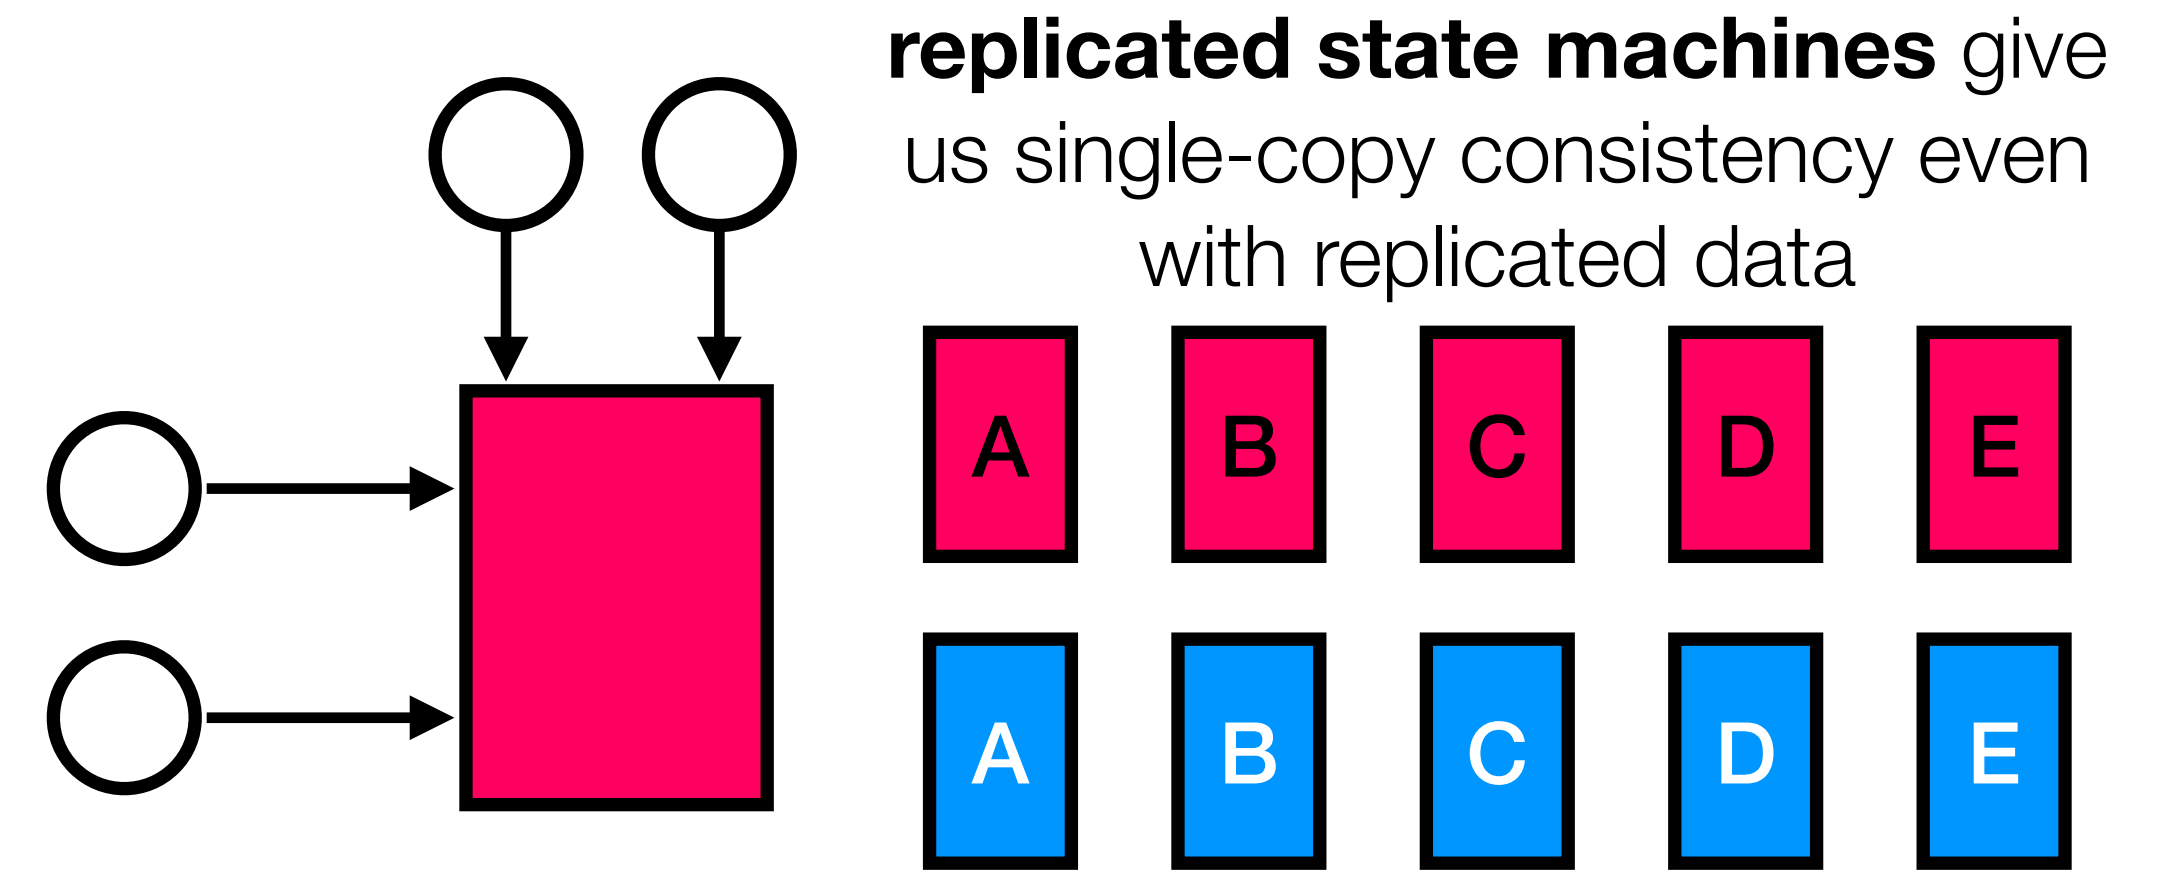 replicated state machines give
us single-copy consistency even
with replicated data
A B C D E
A B C D E